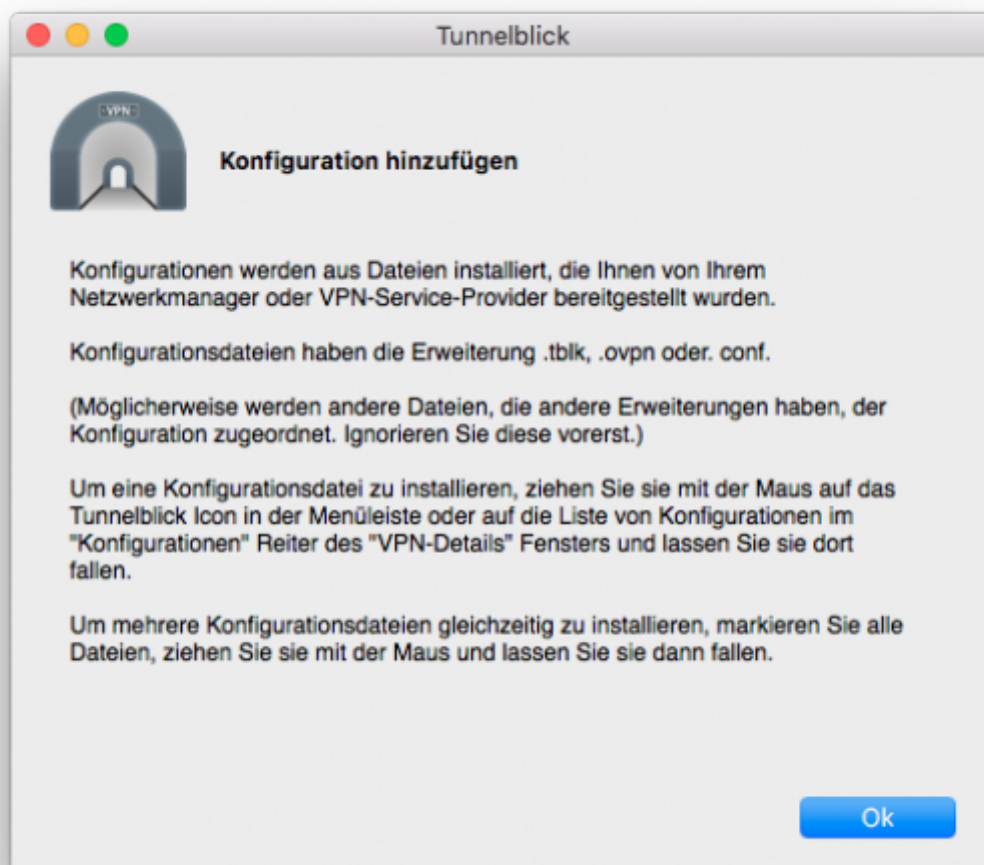 Tunnelblick
VPN
Konfiguration hinzufügen
Konfigurationen werden aus Dateien installiert, die Ihnen von Ihrem
Netzwerkmanager oder VPN-Service-Provider bereitgestellt wurden.
Konfigurationsdateien haben die Erweiterung .tblk, .ovpn oder. conf.
(Möglicherweise werden andere Dateien, die andere Erweiterungen haben, der
Konfiguration zugeordnet. Ignorieren Sie diese vorerst.)
Um eine Konfigurationsdatei zu installieren, ziehen Sie sie mit der Maus auf das
Tunnelblick Icon in der Menüleiste oder auf die Liste von Konfigurationen im
"Konfigurationen" Reiter des "VPN-Details" Fensters und lassen Sie sie dort
fallen.
Um mehrere Konfigurationsdateien gleichzeitig zu installieren, markieren Sie alle
Dateien, ziehen Sie sie mit der Maus und lassen Sie sie dann fallen.
Ok